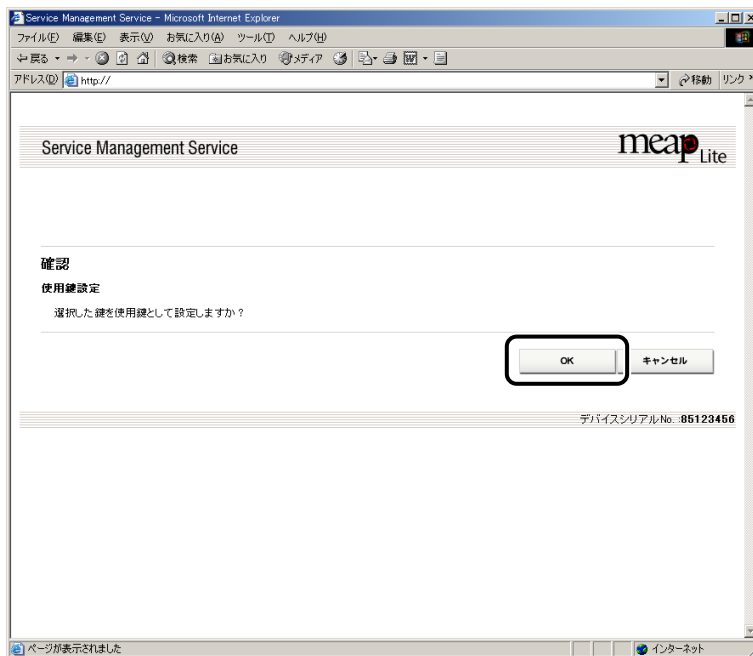 Service Management Service - Microsoft Internet Explorer
ファイル(F) 編集(E) 表示(V) お気に入り(A) ツール(T) ヘルプ(H)
戻る 検索 お気に入り メディア
アドレス(D) http:// 移動 リンク »
Service Management Service
meap Lite
確認
使用鍵設定
選択した鍵を使用鍵として設定しますか？
OK キャンセル
デバイスシリアルNo. :85123456
ページが表示されました インターネット